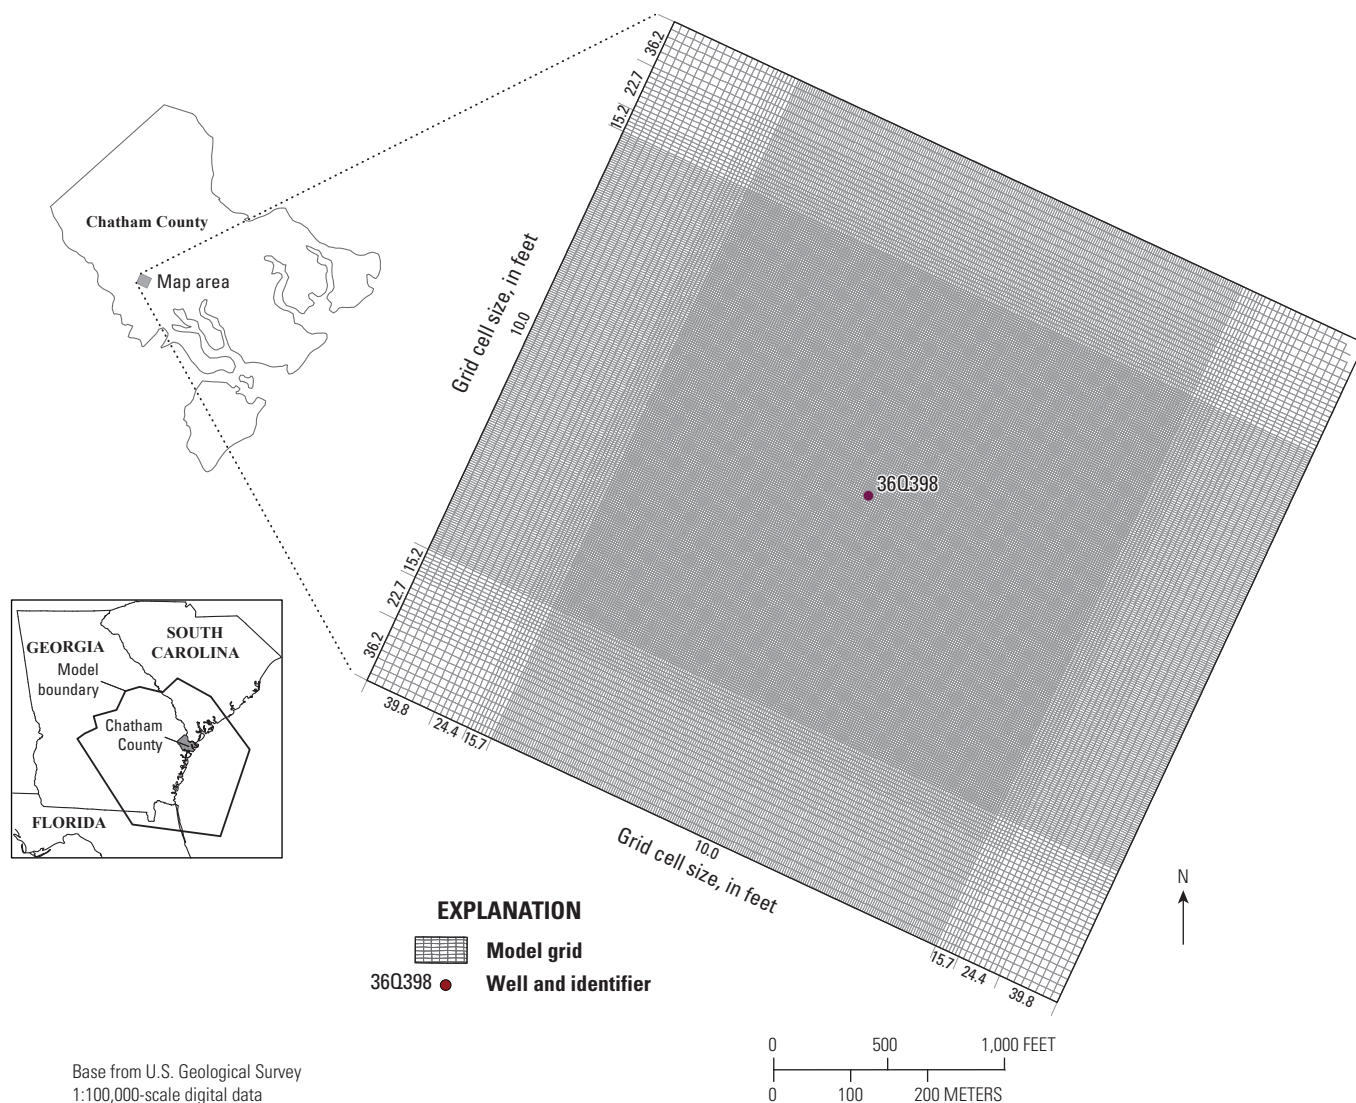 36.2
22.7
15.2
Chatham County
Map area
Grid cell size, in feet
10.0
36Q398
15.2
22.7
36.2
39.8
24.4
15.7
GEORGIA
SOUTH
CAROLINA
Model
boundary
Chatham
County
FLORIDA
10.0
Grid cell size, in feet
15.7
24.4
39.8
N
EXPLANATION
Model grid
36Q398
Well and identifier
0 500 1,000 FEET
0 100 200 METERS
Base from U.S. Geological Survey
1:100,000-scale digital data